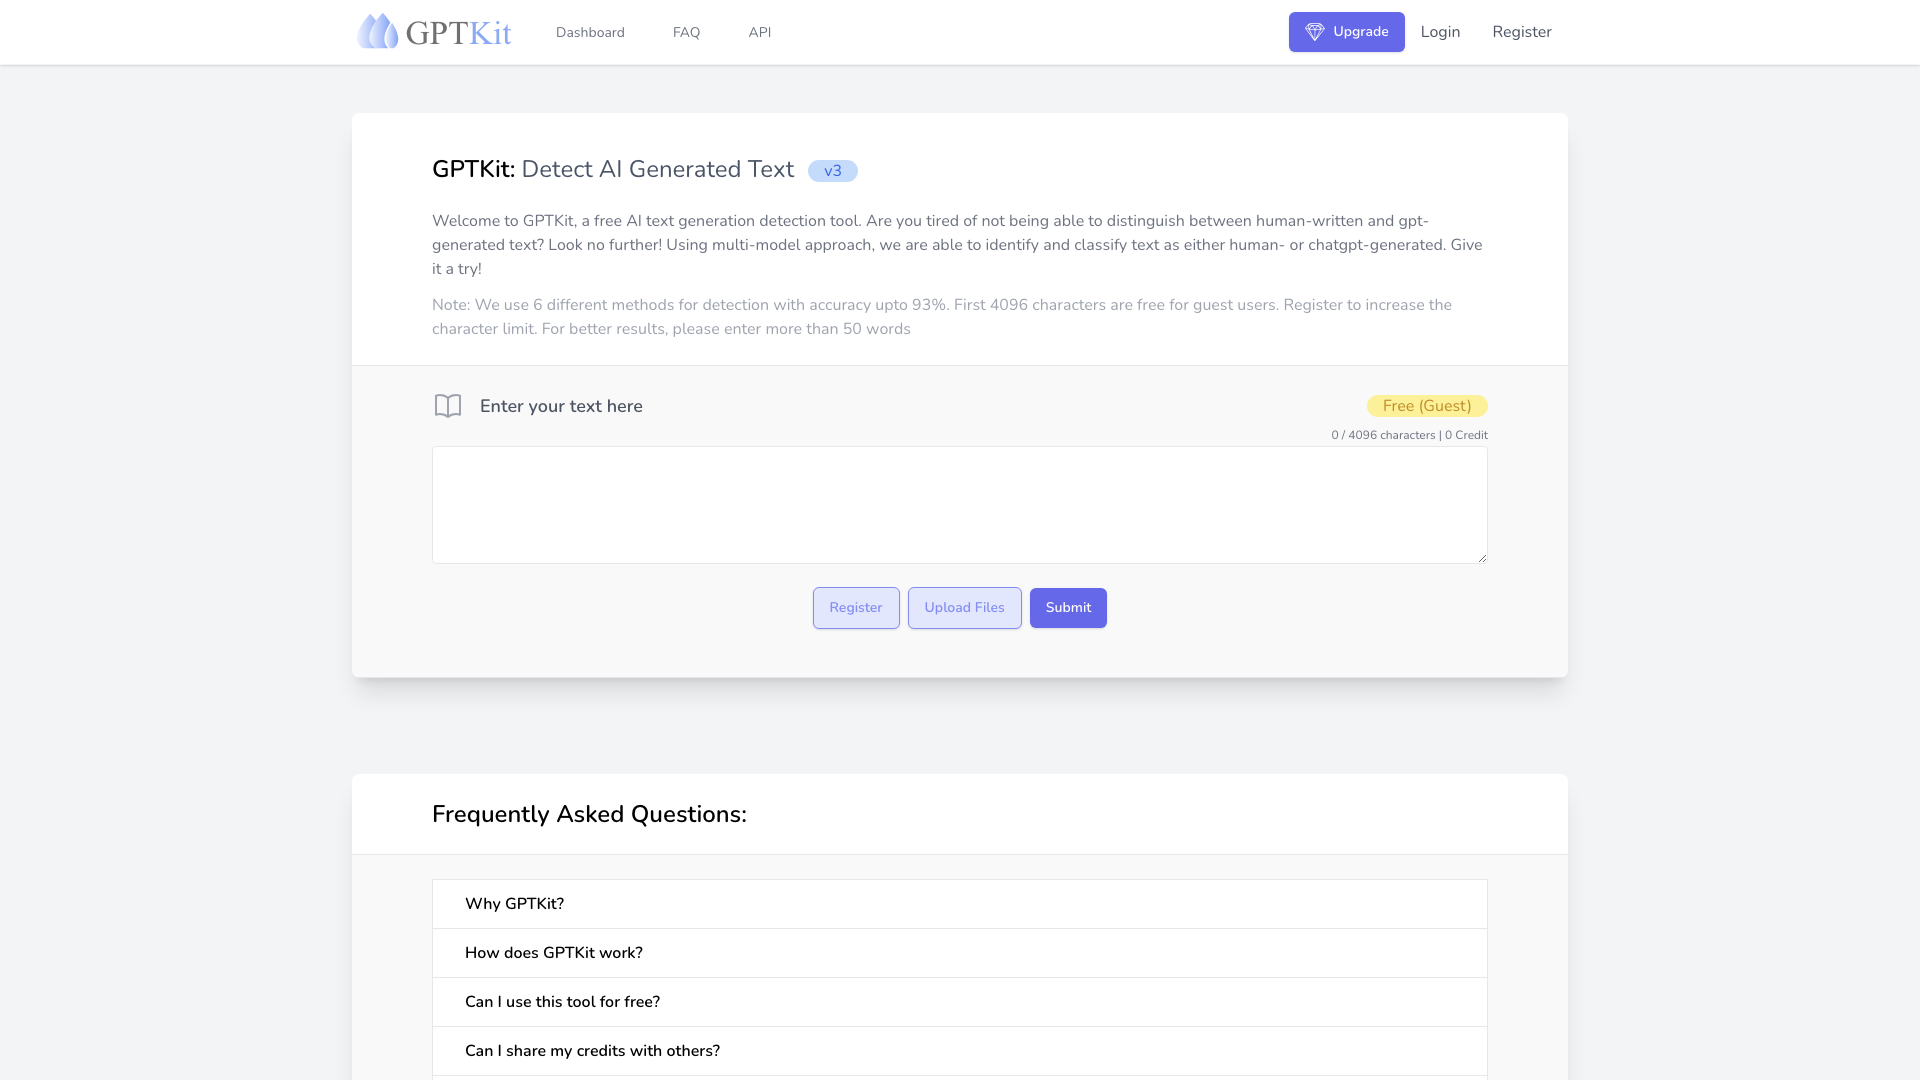 GPTKit
Dashboard
FAQ
API
Upgrade
Login
Register
GPTKit: Detect AI Generated Text v3
Welcome to GPTKit, a free AI text generation detection tool. Are you tired of not being able to distinguish between human-written and gpt-
generated text? Look no further! Using multi-model approach, we are able to identify and classify text as either human- or chatgpt-generated. Give
it a try!
Note: We use 6 different methods for detection with accuracy upto 93%. First 4096 characters are free for guest users. Register to increase the
character limit. For better results, please enter more than 50 words
Enter your text here
Free (Guest)
0 / 4096 characters | 0 Credit
Register
Upload Files
Submit
Frequently Asked Questions:
Why GPTKit?
How does GPTKit work?
Can I use this tool for free?
Can I share my credits with others?